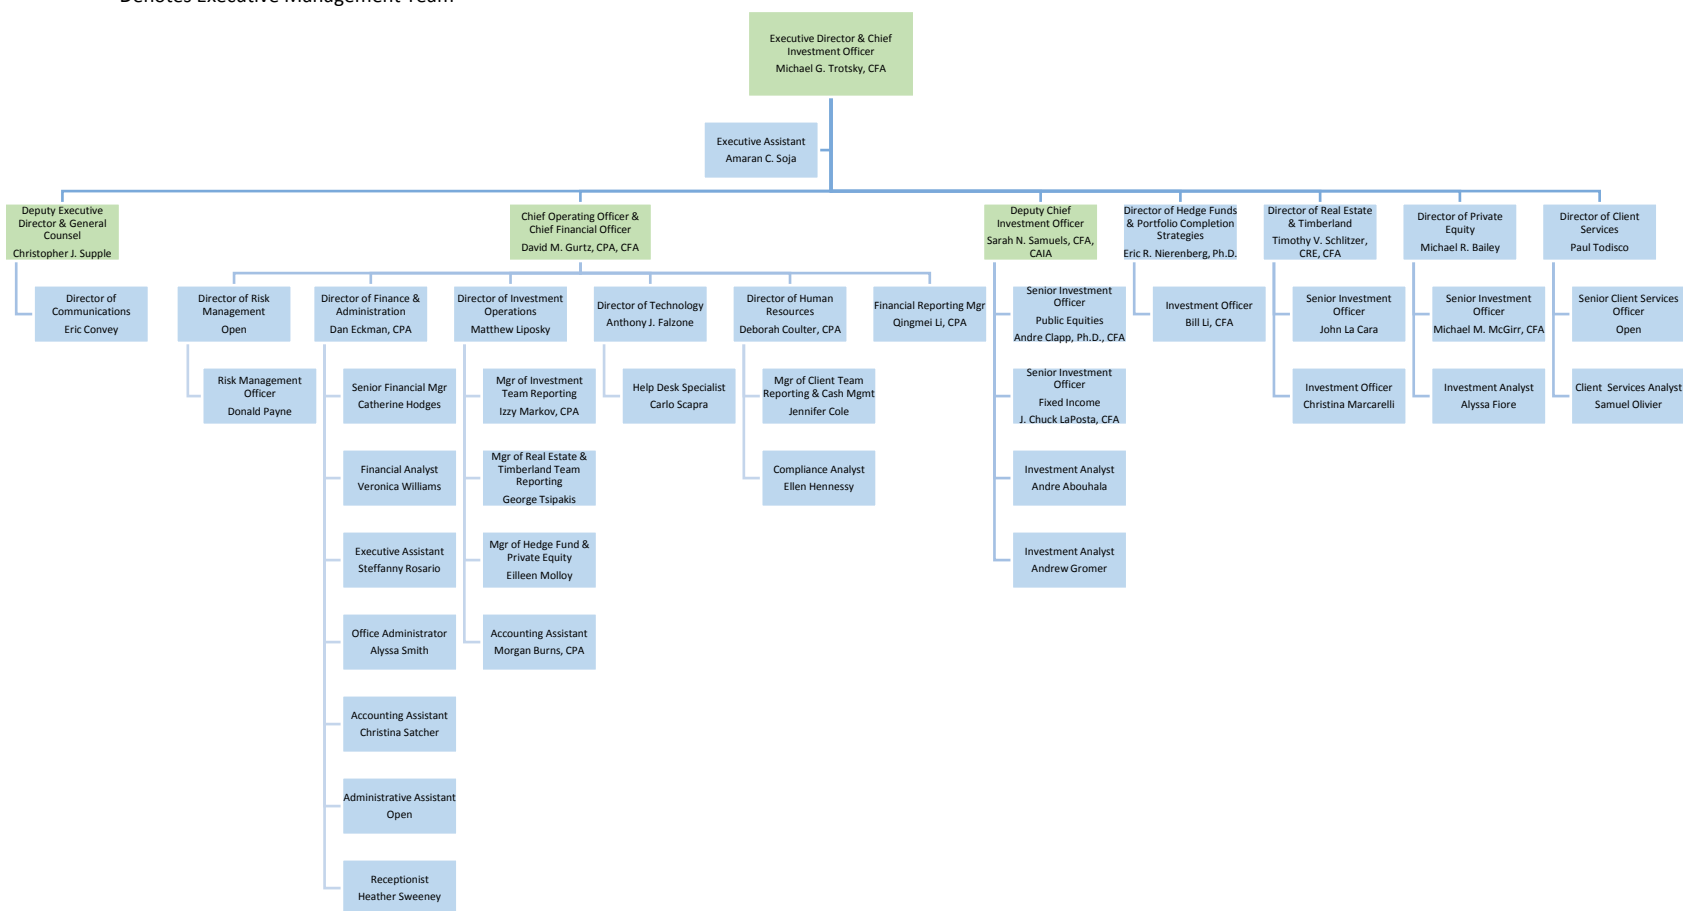 Denotes Executive Management Team
Executive Director & Chief
Investment Officer
Michael G. Trotsky, CFA
Executive Assistant
Amaran C. Soja
Deputy Executive
Director & General
Counsel
Christopher J. Supple
Chief Operating Officer &
Chief Financial Officer
David M. Gurtz, CPA, CFA
Deputy Chief
Investment Officer
Sarah N. Samuels, CFA,
CAIA
Director of Hedge Funds
& Portfolio Completion
Strategies
Eric R. Nierenberg, Ph.D.
Director of Real Estate
& Timberland
Timothy V. Schlitzer,
CRE, CFA
Director of Private
Equity
Michael R. Bailey
Director of Client
Services
Paul Todisco
Director of
Communications
Eric Convey
Director of Risk
Management
Open
Director of Finance &
Administration
Dan Eckman, CPA
Director of Investment
Operations
Matthew Liposky
Director of Technology
Anthony J. Falzone
Director of Human
Resources
Deborah Coulter, CPA
Financial Reporting Mgr
Qingmei Li, CPA
Senior Investment
Officer
Public Equities
Andre Clapp, Ph.D., CFA
Investment Officer
Bill Li, CFA
Senior Investment
Officer
John La Cara
Senior Investment
Officer
Michael M. McGirr, CFA
Senior Client Services
Officer
Open
Risk Management
Officer
Donald Payne
Senior Financial Mgr
Catherine Hodges
Mgr of Investment
Team Reporting
Izzy Markov, CPA
Help Desk Specialist
Carlo Scapra
Mgr of Client Team
Reporting & Cash Mgmt
Jennifer Cole
Senior Investment
Officer
Fixed Income
J. Chuck LaPosta, CFA
Investment Officer
Christina Marcarelli
Investment Analyst
Alyssa Fiore
Client  Services Analyst
Samuel Olivier
Financial Analyst
Veronica Williams
Mgr of Real Estate &
Timberland Team
Reporting
George Tsipakis
Compliance Analyst
Ellen Hennessy
Investment Analyst
Andre Abouhala
Executive Assistant
Steffanny Rosario
Mgr of Hedge Fund &
Private Equity
Eilleen Molloy
Investment Analyst
Andrew Gromer
Office Administrator
Alyssa Smith
Accounting Assistant
Morgan Burns, CPA
Accounting Assistant
Christina Satcher
Administrative Assistant
Open
Receptionist
Heather Sweeney